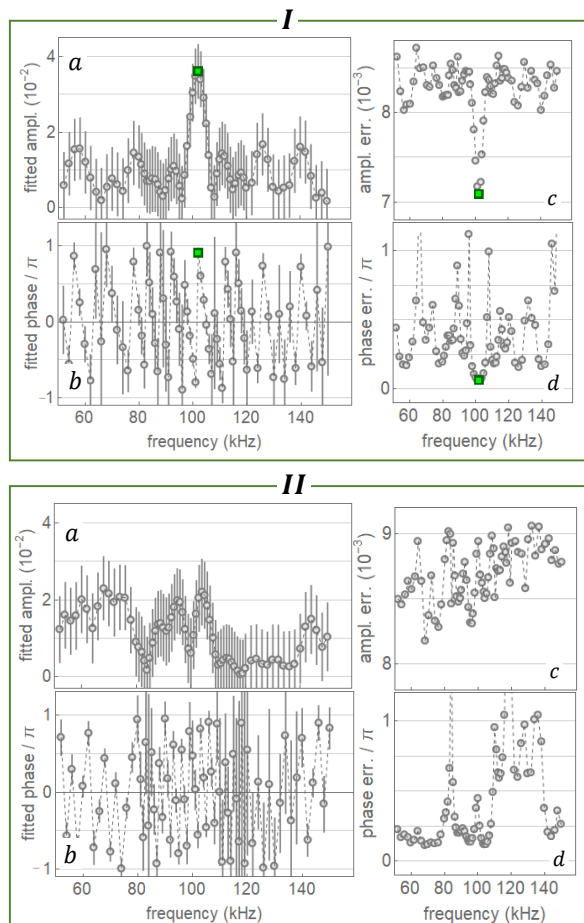 I
a
fitted ampl. (10⁻²)
4
2
0
ampl. err. (10⁻³)
8
7
c
b
fitted phase / π
1
0
−1
60 80 100 120 140
frequency (kHz)
phase err. / π
1
0
d
60 80 100 120 140
frequency (kHz)
II
a
fitted ampl. (10⁻²)
4
2
0
ampl. err. (10⁻³)
9
8
c
b
fitted phase / π
1
0
−1
60 80 100 120 140
frequency (kHz)
phase err. / π
1
0
d
60 80 100 120 140
frequency (kHz)